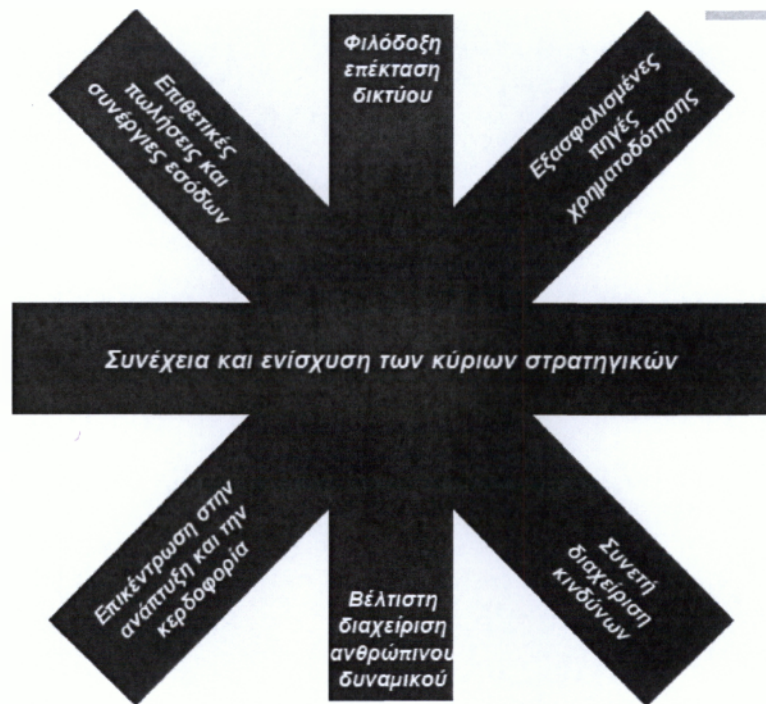 Φιλόδοξη
επέκταση
δικτύου
Επιθετικές
πωλήσεις και
συνέργιες εσόδων
Εξασφαλισμένες
πηγές
χρηματοδότησης
Συνέχεια και ενίσχυση των κύριων στρατηγικών
Επικέντρωση στην
ανάπτυξη και την
κερδοφορία
Βέλτιστη
διαχείριση
ανθρώπινου
δυναμικού
Συνετή
διαχείριση
κινδύνων